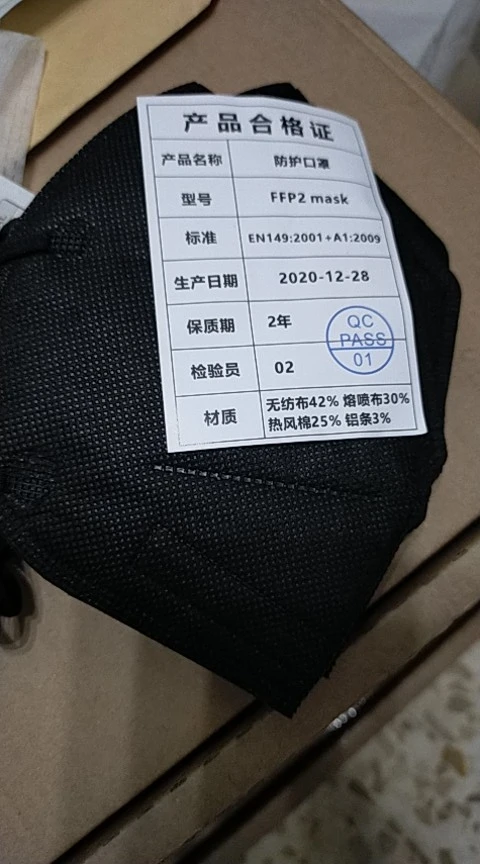 产品合格证
产品名称 防护口罩
型号 FFP2 mask
标准 EN149:2001+A1:2009
生产日期 2020-12-28
保质期 2年
QC
PASS
01
检验员 02
材质 无纺布42% 熔喷布30%
热风棉25% 铝条3%